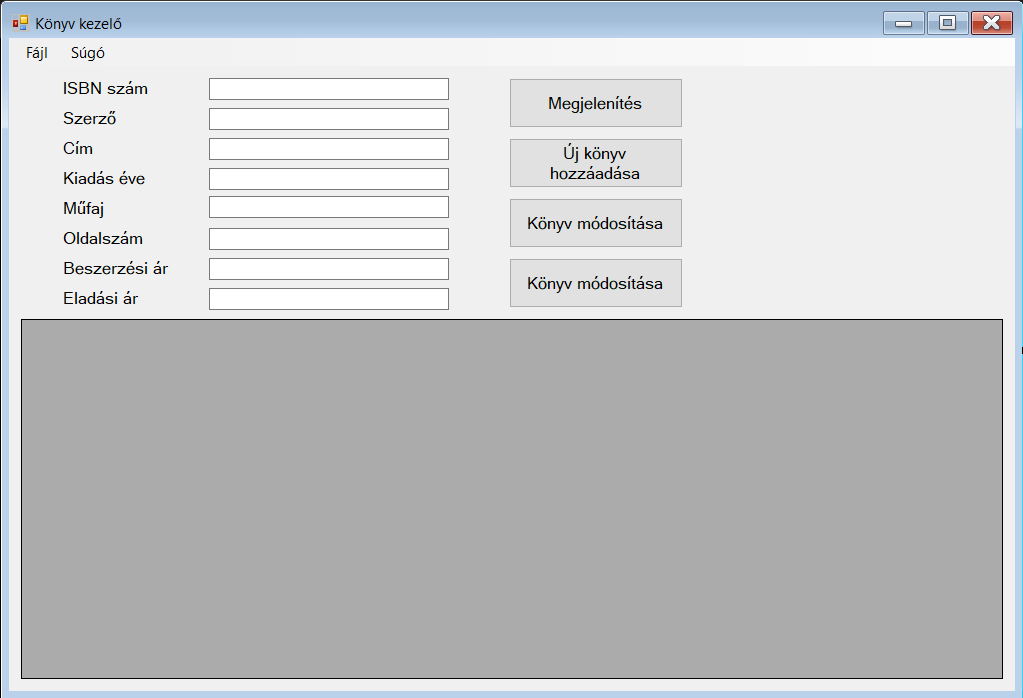 Könyv kezelő
Fájl Súgó
ISBN szám
Szerző
Cím
Kiadás éve
Műfaj
Oldalszám
Beszerzési ár
Eladási ár
Megjelenítés
Új könyv
hozzáadása
Könyv módosítása
Könyv módosítása